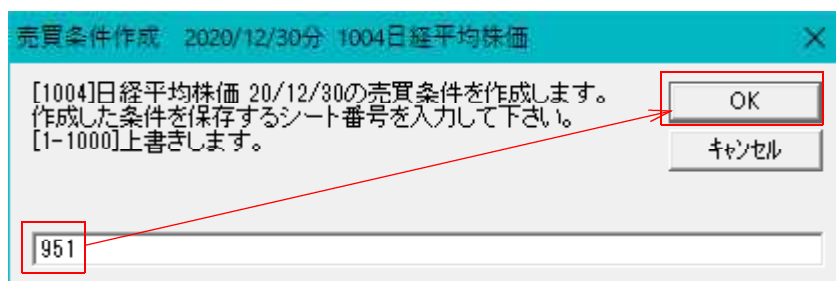 売買条件作成 2020/12/30分 1004日経平均株価
[1004]日経平均株価 20/12/30の売買条件を作成します。
作成した条件を保存するシート番号を入力して下さい。
[1-1000]上書きします。
OK
キャンセル
951